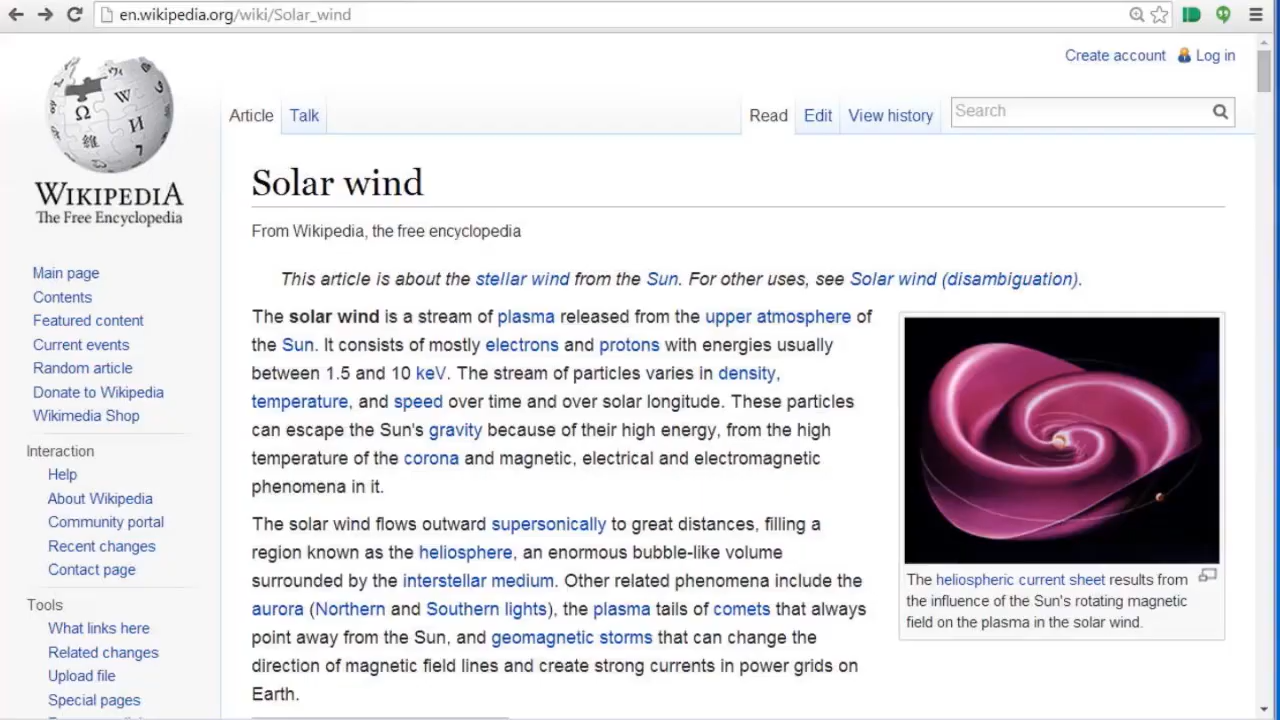 en.wikipedia.org/wiki/Solar_wind
Create account Log in
Article Talk Read Edit View history Search
WIKIPEDIA
The Free Encyclopedia
Main page
Contents
Featured content
Current events
Random article
Donate to Wikipedia
Wikimedia Shop
Interaction
Help
About Wikipedia
Community portal
Recent changes
Contact page
Tools
What links here
Related changes
Upload file
Special pages
Solar wind
From Wikipedia, the free encyclopedia
This article is about the stellar wind from the Sun. For other uses, see Solar wind (disambiguation).
The solar wind is a stream of plasma released from the upper atmosphere of
the Sun. It consists of mostly electrons and protons with energies usually
between 1.5 and 10 keV. The stream of particles varies in density,
temperature, and speed over time and over solar longitude. These particles
can escape the Sun's gravity because of their high energy, from the high
temperature of the corona and magnetic, electrical and electromagnetic
phenomena in it.
The solar wind flows outward supersonically to great distances, filling a
region known as the heliosphere, an enormous bubble-like volume
surrounded by the interstellar medium. Other related phenomena include the
aurora (Northern and Southern lights), the plasma tails of comets that always
point away from the Sun, and geomagnetic storms that can change the
direction of magnetic field lines and create strong currents in power grids on
Earth.
The heliospheric current sheet results from
the influence of the Sun's rotating magnetic
field on the plasma in the solar wind.